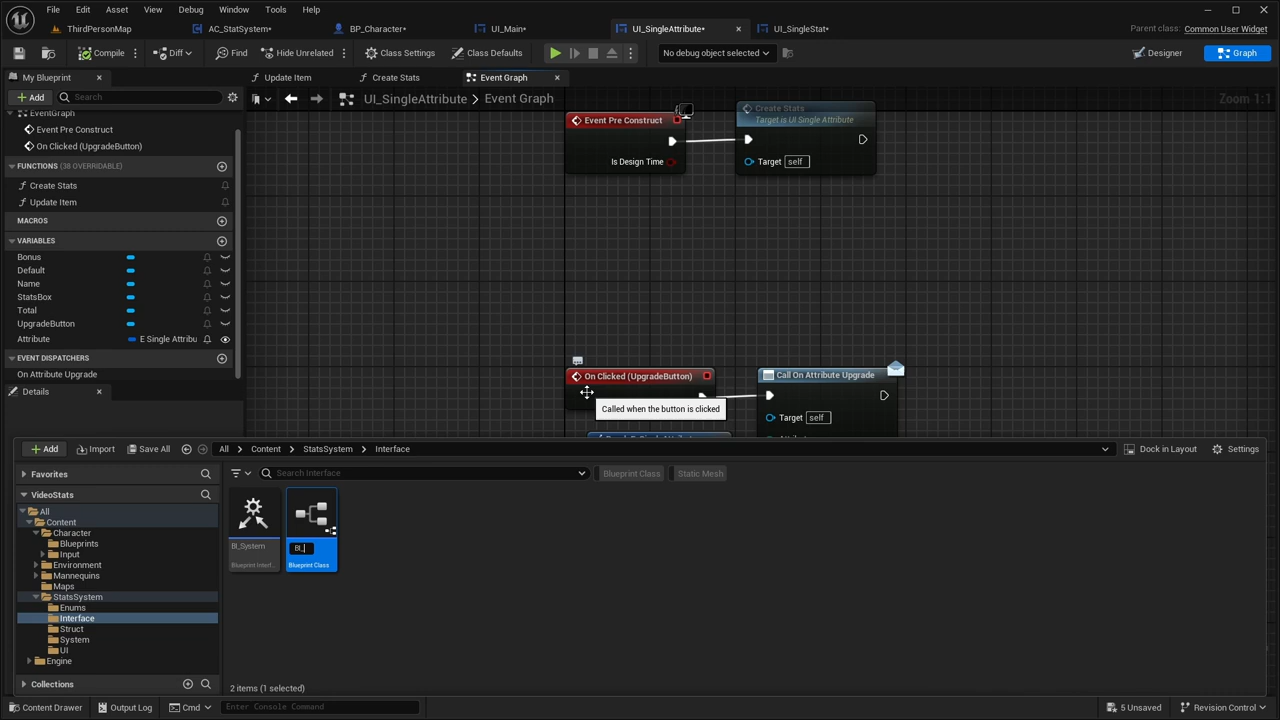 File Edit Asset View Debug Window Tools Help
ThirdPersonMap AC_StatSystem* BP_Character* UI_Main* UI_SingleAttribute* UI_SingleStat*
Parent class: Common User Widget
Compile Diff Find Hide Unrelated Class Settings Class Defaults No debug object selected Designer Graph
My Blueprint Update Item Create Stats Event Graph
Add Search UI_SingleAttribute > Event Graph Zoom 1:1
EventGraph
Event Pre Construct
On Clicked (UpgradeButton)
FUNCTIONS (38 OVERRIDABLE)
Create Stats
Update Item
MACROS
VARIABLES
Bonus
Default
Name
StatsBox
Total
UpgradeButton
Attribute E Single Attribu
EVENT DISPATCHERS
On Attribute Upgrade
Details
Event Pre Construct
Is Design Time
Create Stats
Target is UI Single Attribute
Target self
On Clicked (UpgradeButton)
Called when the button is clicked
Call On Attribute Upgrade
Target self
Add Import Save All All > Content > StatsSystem > Interface Dock in Layout Settings
Favorites
VideoStats
All
Content
Character
Blueprints
Input
Environment
Mannequins
Maps
StatsSystem
Enums
Interface
Struct
System
UI
Engine
Collections
Search Interface Blueprint Class Static Mesh
BI_System
Blueprint Interf...
BI_
Blueprint Class
2 items (1 selected)
Content Drawer Output Log Cmd Enter Console Command 5 Unsaved Revision Control